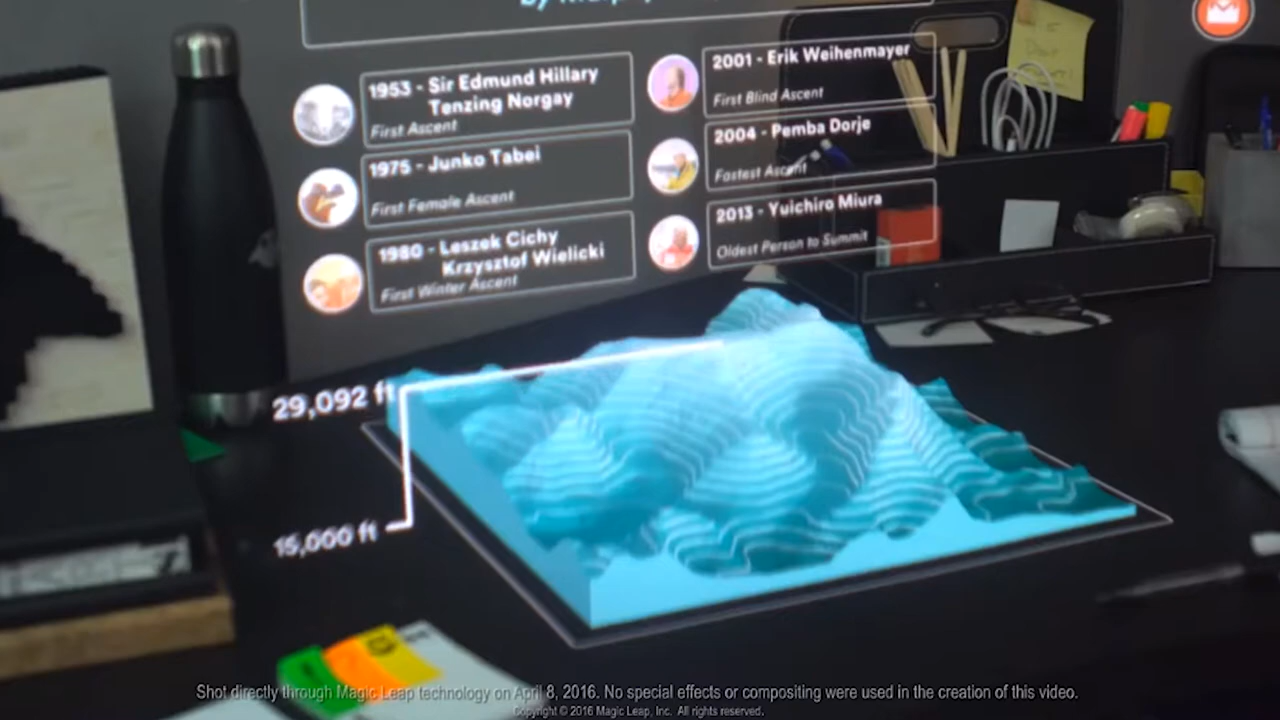 by
1953 - Sir Edmund Hillary
Tenzing Norgay
First Ascent
1975 - Junko Tabei
First Female Ascent
1980 - Leszek Cichy
Krzysztof Wielicki
First Winter Ascent
2001 - Erik Weihenmayer
First Blind Ascent
2004 - Pemba Dorje
Fastest Ascent
2013 - Yuichiro Miura
Oldest Person to Summit
29,092 ft
15,000 ft
Shot directly through Magic Leap technology on April 8, 2016. No special effects or compositing were used in the creation of this video.
Copyright © 2016 Magic Leap, Inc. All rights reserved.